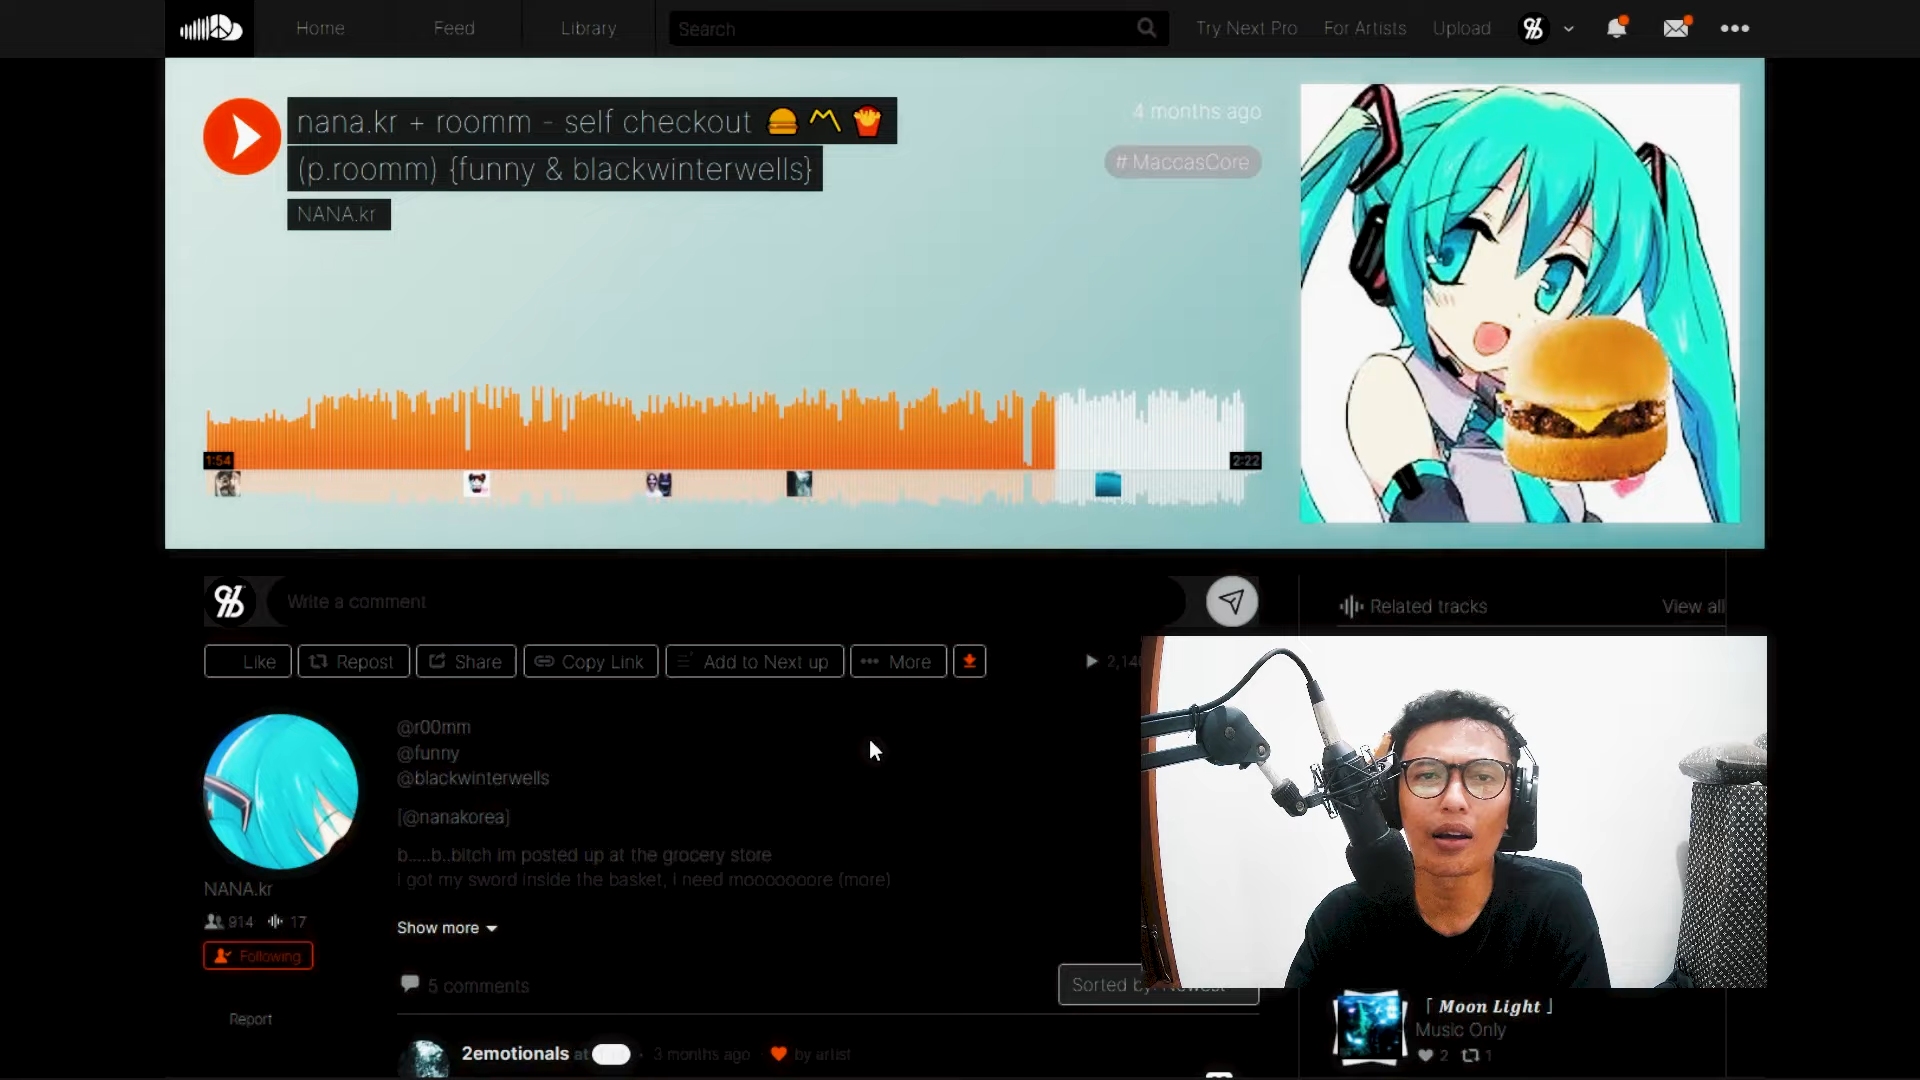 Home
Feed
Library
Search
Try Next Pro
For Artists
Upload
nana.kr + roomm - self checkout 🍔 〽️ 🍟
(p.roomm) {funny & blackwinterwells}
NANA.kr
4 months ago
# MaccasCore
1:54
2:22
Write a comment
Like
Repost
Share
Copy Link
Add to Next up
More
Related tracks
View all
@r00mm
@funny
@blackwinterwells
[@nanakorea]
b.....b..bitch im posted up at the grocery store
i got my sword inside the basket, i need mooooooore (more)
Show more
NANA.kr
914
17
Following
Report
5 comments
Sorted by: Newest
2emotionals at
3 months ago
by artist
「 Moon Light 」
Music Only
2
1